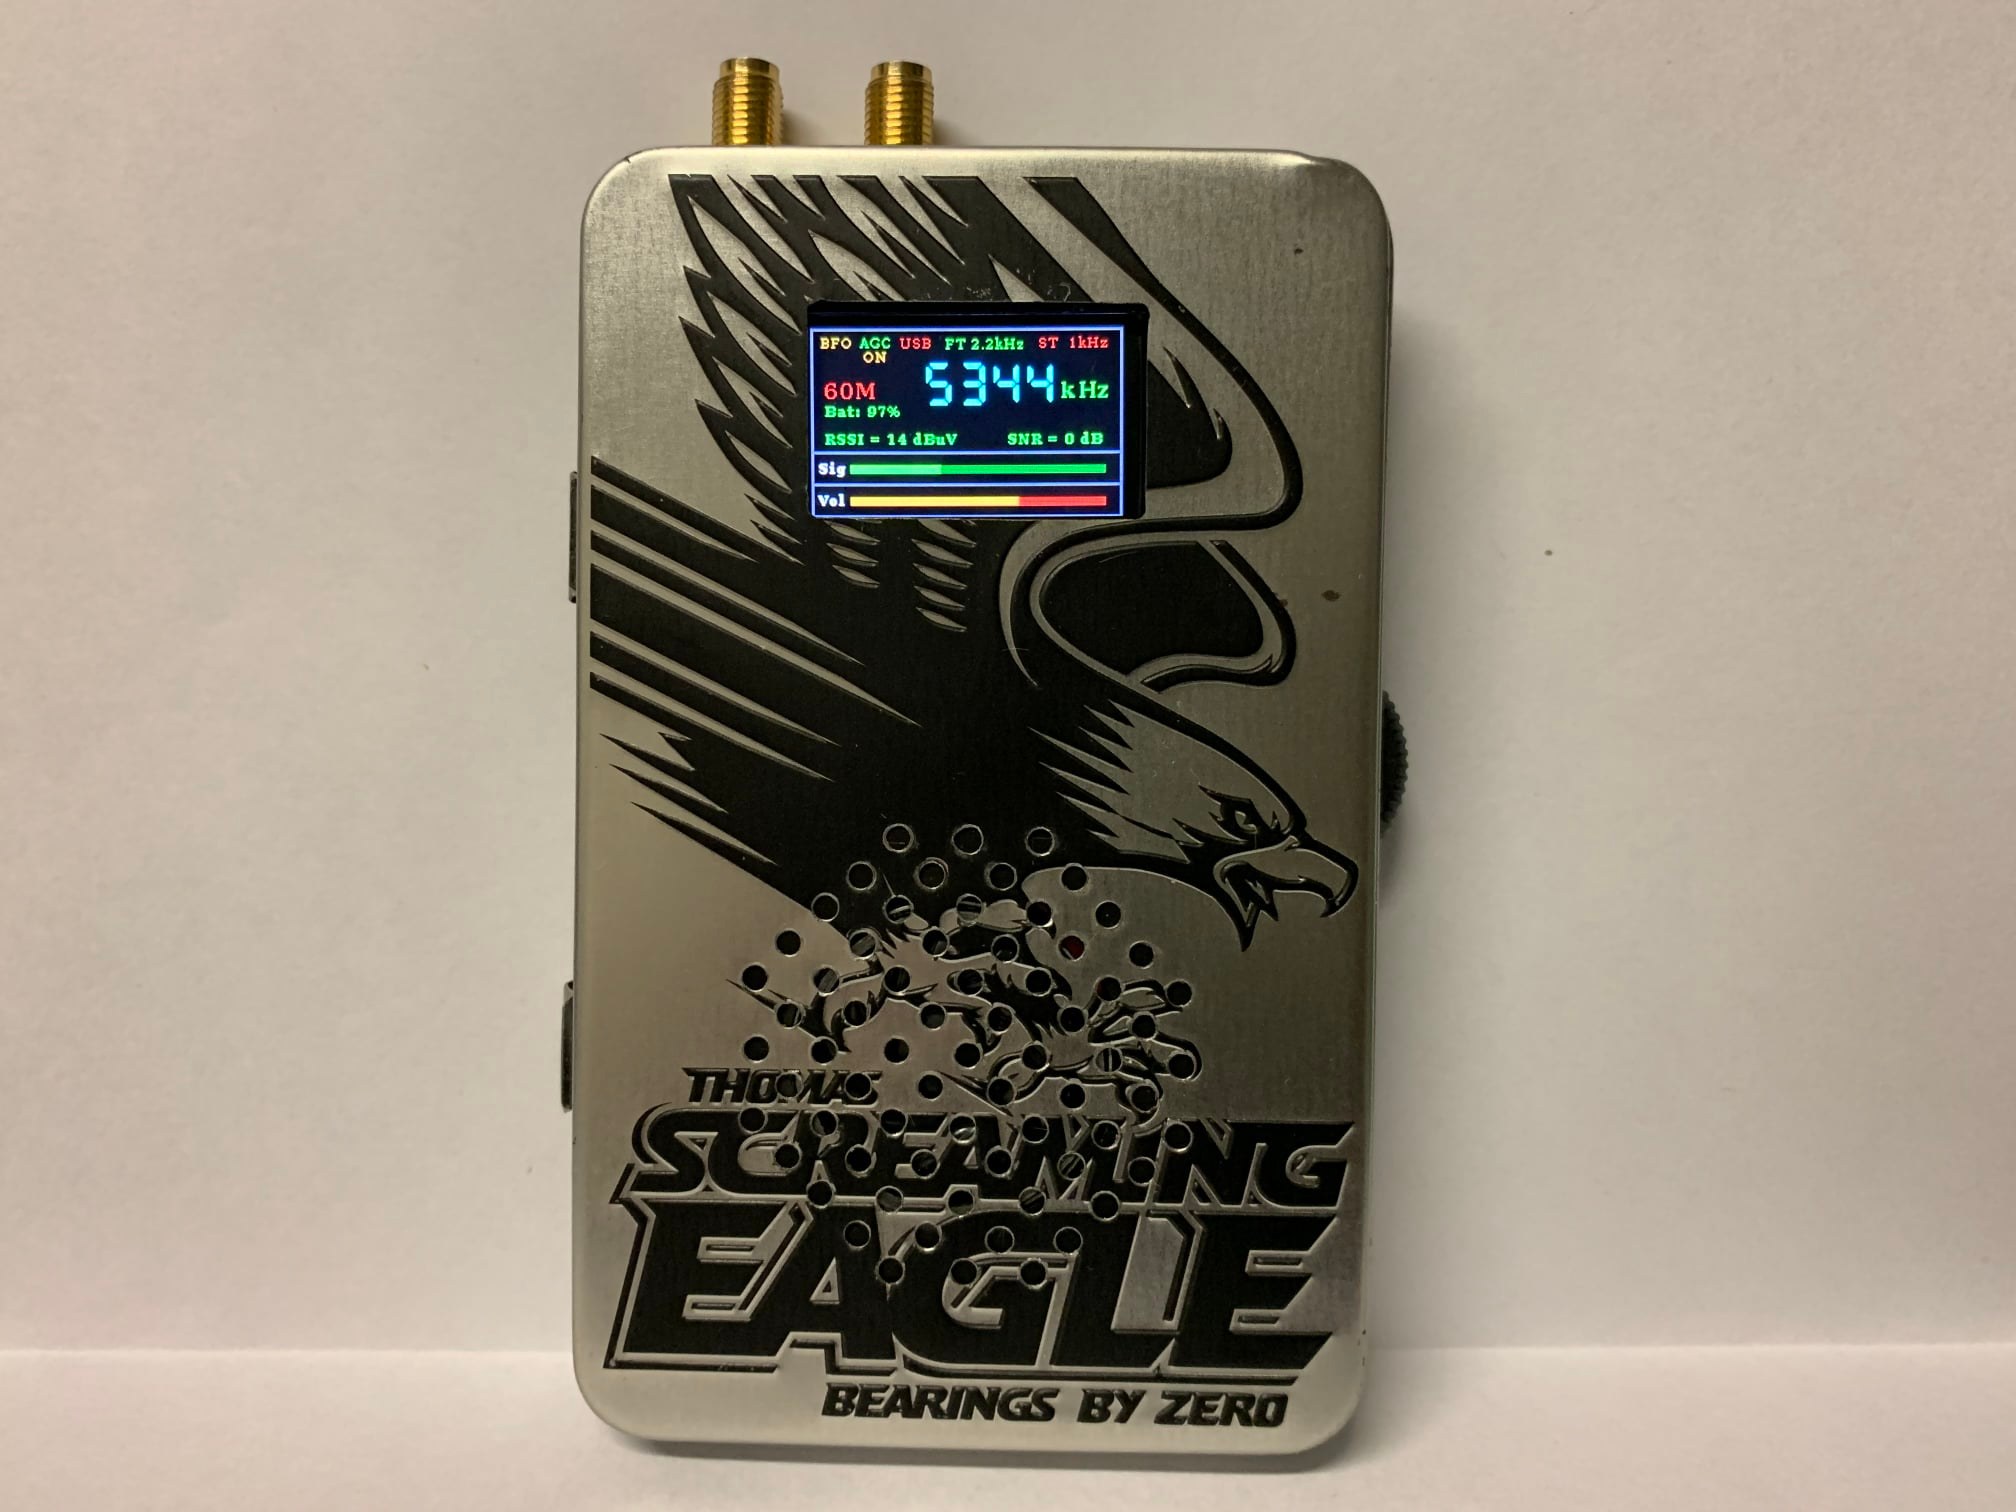 BFO AGC USB FT 2.2kHz ST 1kHz
ON
60M 5344 kHz
Bat: 97%
RSSI = 14 dBuV SNR = 0 dB
Sig
Vol
THOMAS
SCREAMING
EAGLE
BEARINGS BY ZERO